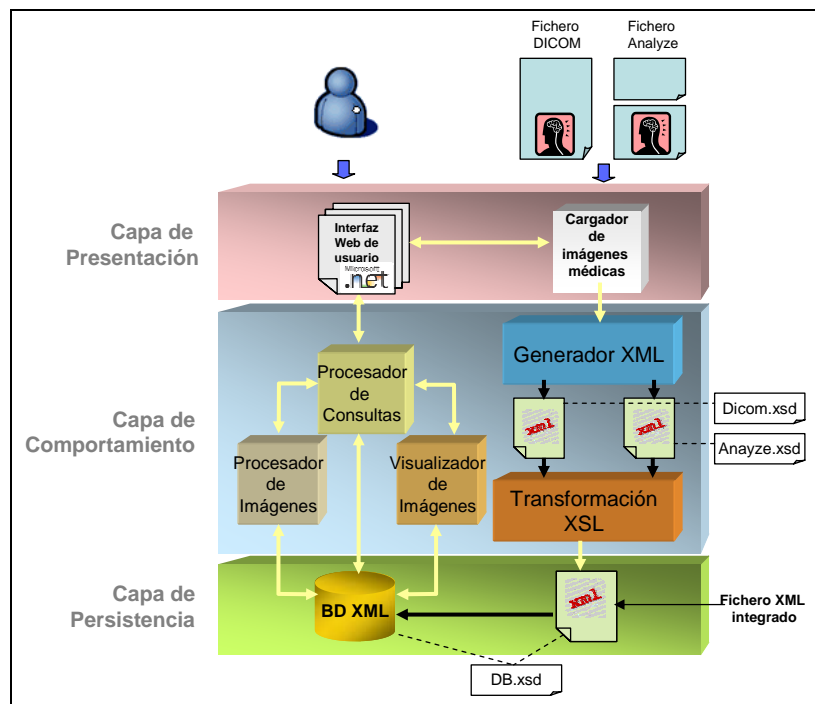 Fichero
DICOM
Fichero
Analyze
Capa de
Presentación
Interfaz
Web de
usuario
Microsoft
.net
Cargador
de
imágenes
médicas
Capa de
Comportamiento
Procesador
de
Consultas
Generador XML
xml
xml
Dicom.xsd
Anayze.xsd
Procesador
de
Imágenes
Visualizador
de
Imágenes
Transformación
XSL
Capa de
Persistencia
BD XML
xml
Fichero XML
integrado
DB.xsd